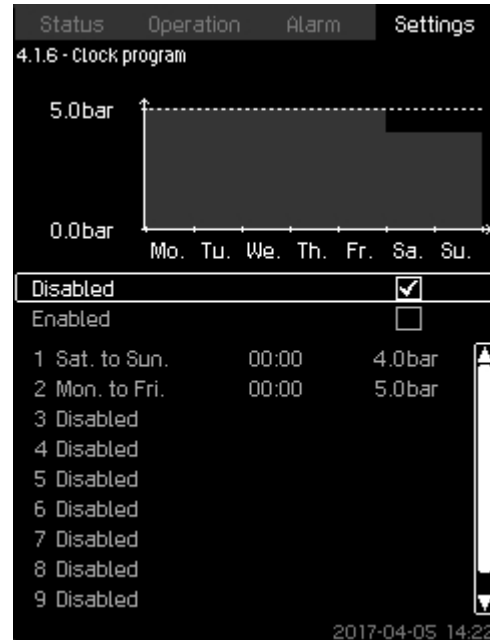 Status Operation Alarm Settings
4.1.6 - Clock program
5.0bar
0.0bar
Mo. Tu. We. Th. Fr. Sa. Su.
Disabled
Enabled
1 Sat. to Sun. 00:00 4.0bar
2 Mon. to Fri. 00:00 5.0bar
3 Disabled
4 Disabled
5 Disabled
6 Disabled
7 Disabled
8 Disabled
9 Disabled
2017-04-05 14:22